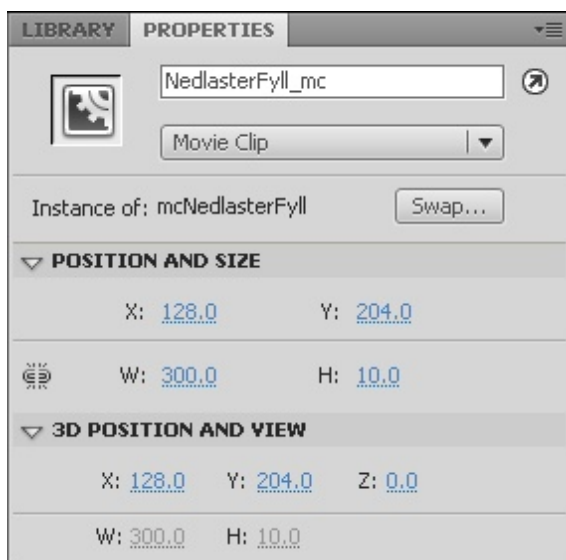 LIBRARY PROPERTIES
NedlasterFyll_mc
Movie Clip
Instance of: mcNedlasterFyll Swap...
POSITION AND SIZE
X: 128.0 Y: 204.0
W: 300.0 H: 10.0
3D POSITION AND VIEW
X: 128.0 Y: 204.0 Z: 0.0
W: 300.0 H: 10.0